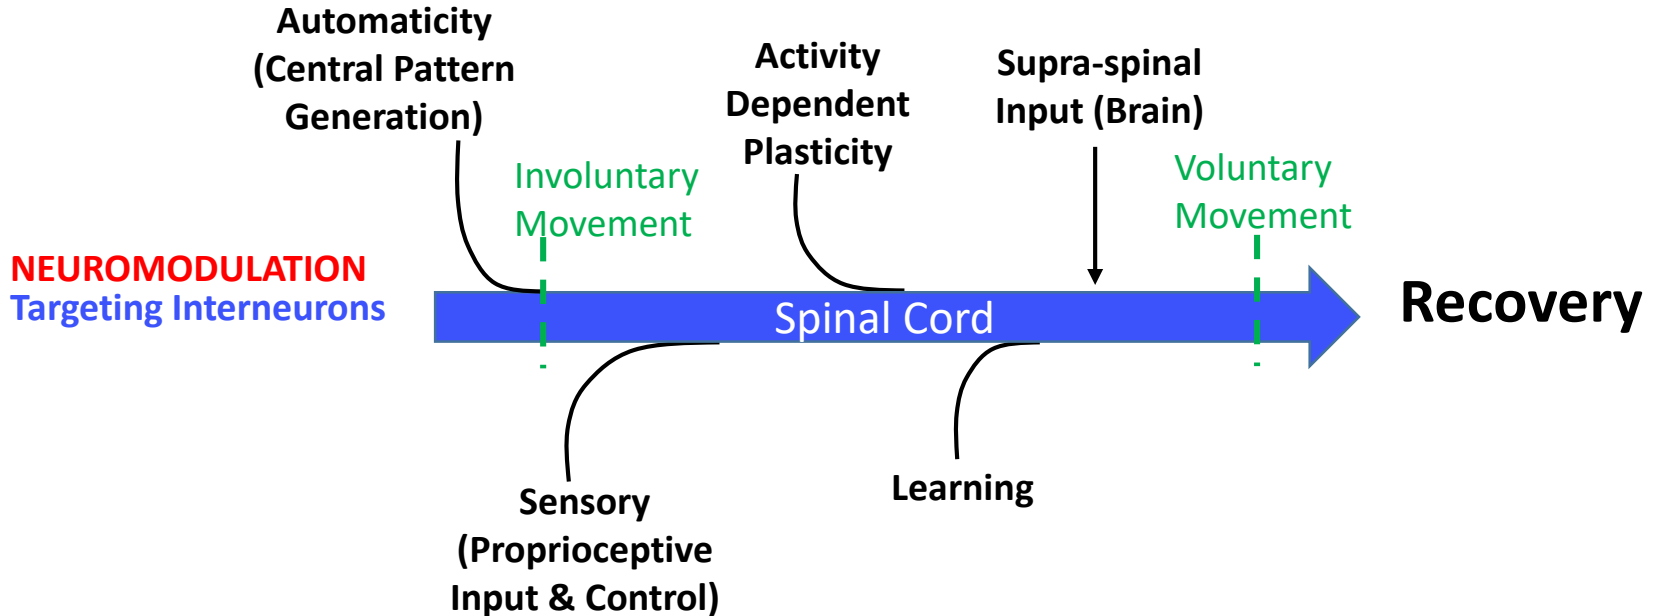 Automaticity
(Central Pattern
Generation)
Activity
Dependent
Plasticity
Supra-spinal
Input (Brain)
Involuntary
Movement
Voluntary
Movement
NEUROMODULATION
Targeting Interneurons
Spinal Cord
Recovery
Sensory
(Proprioceptive
Input & Control)
Learning